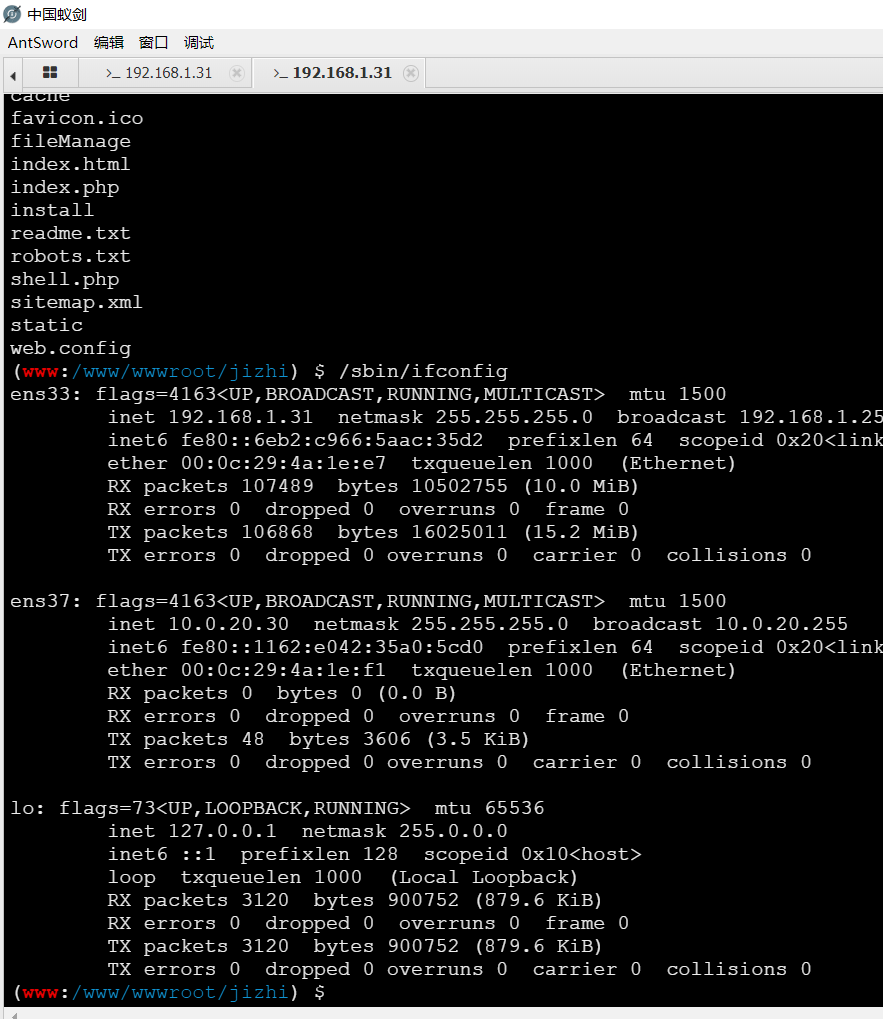 中国蚁剑
AntSword 编辑 窗口 调试
>_ 192.168.1.31 >_ 192.168.1.31
cache
favicon.ico
fileManage
index.html
index.php
install
readme.txt
robots.txt
shell.php
sitemap.xml
static
web.config
(www:/www/wwwroot/jizhi) $ /sbin/ifconfig
ens33: flags=4163<UP,BROADCAST,RUNNING,MULTICAST>  mtu 1500
        inet 192.168.1.31  netmask 255.255.255.0  broadcast 192.168.1.25
        inet6 fe80::6eb2:c966:5aac:35d2  prefixlen 64  scopeid 0x20<link
        ether 00:0c:29:4a:1e:e7  txqueuelen 1000  (Ethernet)
        RX packets 107489  bytes 10502755 (10.0 MiB)
        RX errors 0  dropped 0  overruns 0  frame 0
        TX packets 106868  bytes 16025011 (15.2 MiB)
        TX errors 0  dropped 0 overruns 0  carrier 0  collisions 0
ens37: flags=4163<UP,BROADCAST,RUNNING,MULTICAST>  mtu 1500
        inet 10.0.20.30  netmask 255.255.255.0  broadcast 10.0.20.255
        inet6 fe80::1162:e042:35a0:5cd0  prefixlen 64  scopeid 0x20<link
        ether 00:0c:29:4a:1e:f1  txqueuelen 1000  (Ethernet)
        RX packets 0  bytes 0 (0.0 B)
        RX errors 0  dropped 0  overruns 0  frame 0
        TX packets 48  bytes 3606 (3.5 KiB)
        TX errors 0  dropped 0 overruns 0  carrier 0  collisions 0
lo: flags=73<UP,LOOPBACK,RUNNING>  mtu 65536
        inet 127.0.0.1  netmask 255.0.0.0
        inet6 ::1  prefixlen 128  scopeid 0x10<host>
        loop  txqueuelen 1000  (Local Loopback)
        RX packets 3120  bytes 900752 (879.6 KiB)
        RX errors 0  dropped 0  overruns 0  frame 0
        TX packets 3120  bytes 900752 (879.6 KiB)
        TX errors 0  dropped 0 overruns 0  carrier 0  collisions 0
(www:/www/wwwroot/jizhi) $